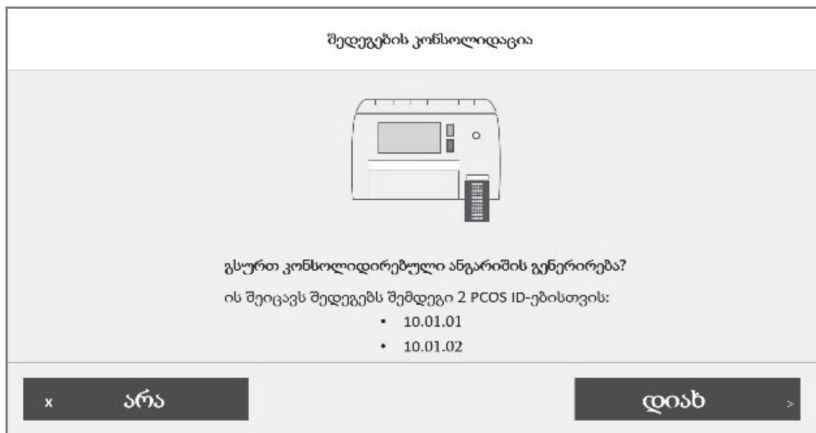 შედეგების კონსოლიდაცია
გსურთ კონსოლიდირებული ანგარიშის გენერირება?
ის შეიცავს შედეგებს შემდეგი 2 PCOS ID-ებისთვის:
• 10.01.01
• 10.01.02
x არა
დიახ >